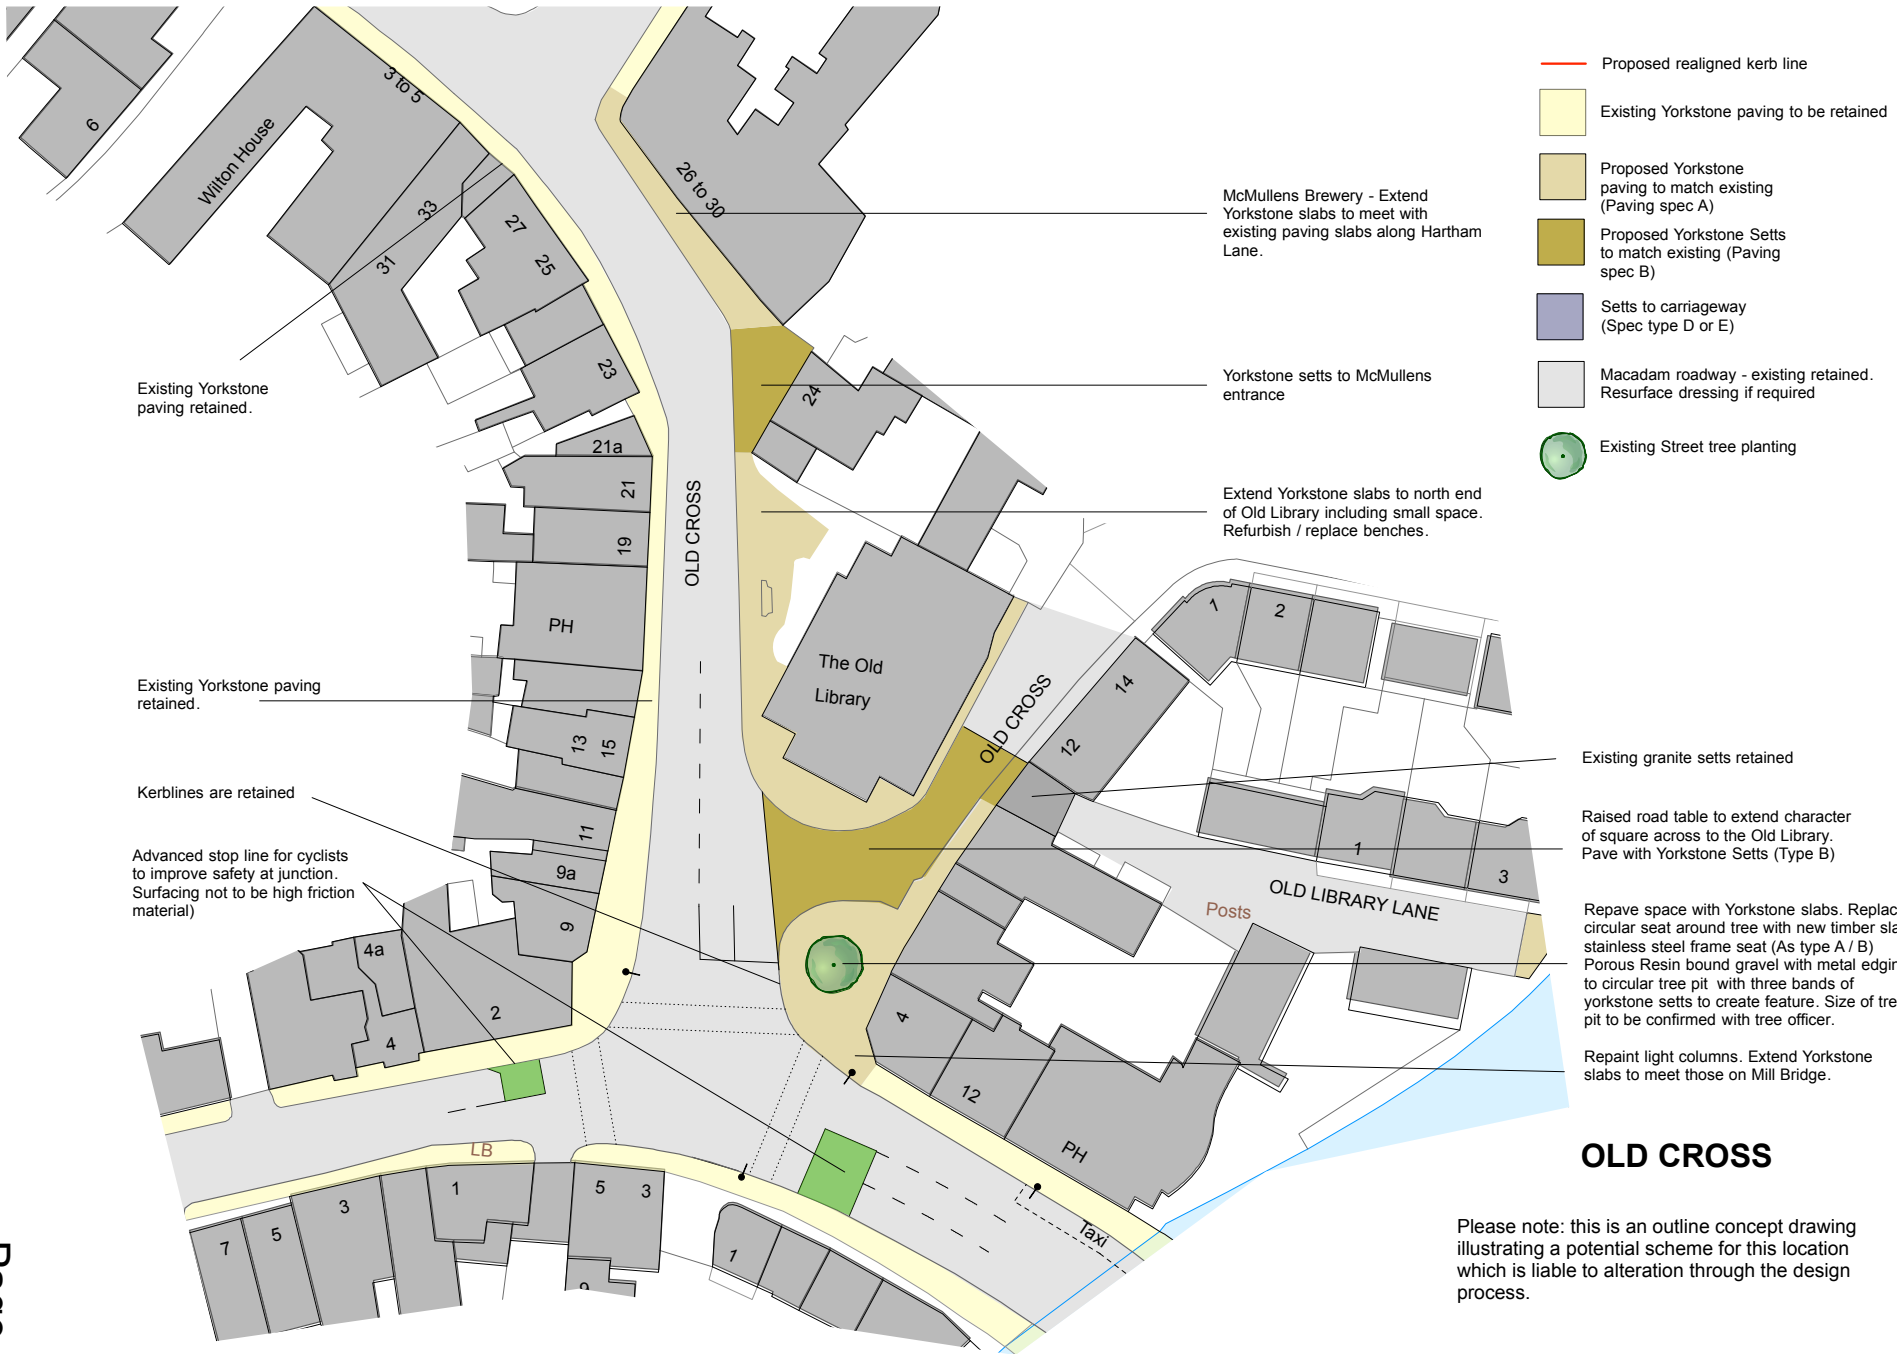 Proposed realigned kerb line
Existing Yorkstone paving to be retained
Proposed Yorkstone
paving to match existing
(Paving spec A)
Proposed Yorkstone Setts
to match existing (Paving
spec B)
Setts to carriageway
(Spec type D or E)
Macadam roadway - existing retained.
Resurface dressing if required
Existing Street tree planting
McMullens Brewery - Extend
Yorkstone slabs to meet with
existing paving slabs along Hartham
Lane.
Yorkstone setts to McMullens
entrance
Extend Yorkstone slabs to north end
of Old Library including small space.
Refurbish / replace benches.
Existing granite setts retained
Raised road table to extend character
of square across to the Old Library.
Pave with Yorkstone Setts (Type B)
Repave space with Yorkstone slabs. Replac
circular seat around tree with new timber sla
stainless steel frame seat (As type A / B)
Porous Resin bound gravel with metal edgin
to circular tree pit with three bands of
yorkstone setts to create feature. Size of tre
pit to be confirmed with tree officer.
Repaint light columns. Extend Yorkstone
slabs to meet those on Mill Bridge.
OLD CROSS
Please note: this is an outline concept drawing
illustrating a potential scheme for this location
which is liable to alteration through the design
process.
Existing Yorkstone
paving retained.
Existing Yorkstone paving
retained.
Kerblines are retained
Advanced stop line for cyclists
to improve safety at junction.
Surfacing not to be high friction
material)
6
Wilton House
3 to 5
33
31
27
25
23
21a
21
19
PH
13
15
11
9a
9
4a
4
2
26 to 30
24
OLD CROSS
The Old
Library
OLD CROSS
14
12
1
2
1
3
OLD LIBRARY LANE
Posts
4
12
PH
Taxi
LB
7
5
3
1
5
3
9
1